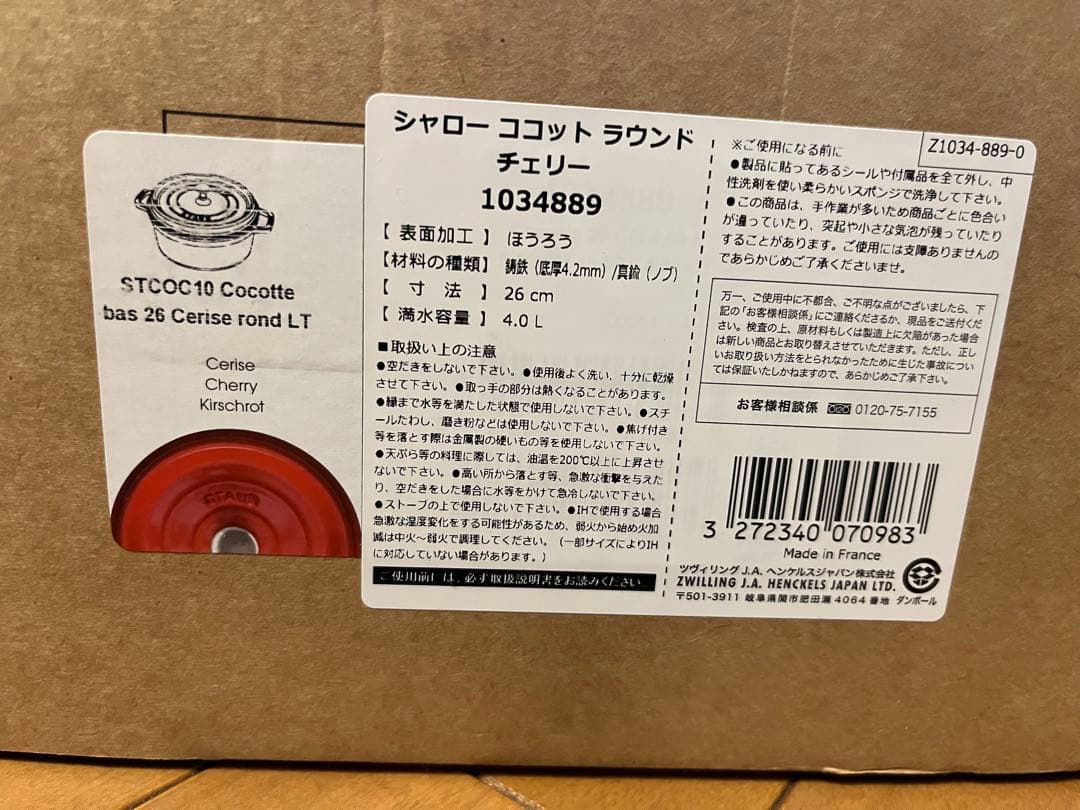 STCOC10 Cocotte
bas 26 Cerise rond LT
Cerise
Cherry
Kirschrot
STAUB
シャロー ココット ラウンド
チェリー
1034889
【 表面加工 】 ほうろう
【材料の種類】 鋳鉄（底厚4.2mm）/真鍮（ノブ）
【 寸 法 】 26 cm
【 満水容量 】 4.0 L
■取扱い上の注意
●空だきをしないで下さい。●使用後よく洗い、十分に乾燥
させて下さい。●取っ手の部分は熱くなることがあります。
●縁まで水等を満たした状態で使用しないで下さい。●スチ
ールたわし、磨き粉などは使用しないで下さい。●焦げ付き
等を落とす際は金属製の硬いもの等を使用しないで下さい。
●天ぷら等の料理に際しては、油温を200℃以上に上昇させ
ないで下さい。●高い所から落とす等、急激な衝撃を与えた
り、空だきをした場合に水等をかけて急冷しないで下さい。
●ストーブの上で使用しないで下さい。●IHで使用する場合
急激な温度変化をする可能性があるため、弱火から始め火加
減は中火～弱火で調理してください。（一部サイズによりIH
に対応していない場合があります。）
ご使用前には、必ず取扱説明書をお読みください。
Z1034-889-0
※ご使用になる前に
●製品に貼ってあるシールや付属品を全て外し、中
性洗剤を使い柔らかいスポンジで洗浄して下さい。
●この商品は、手作業が多いため商品ごとに色合い
が違っていたり、突起や小さな気泡が残っていたり
することがあります。ご使用には支障ありませんの
であらかじめご了承くださいませ。
万一、ご使用中に不都合、ご不明な点がございましたら、下
記の「お客様相談係」にご連絡くださるか、現品をご送付くだ
さい。検査の上、原材料もしくは製造上に欠陥があった場合
は新しい商品とお取り替えさせていただきます。ただし、正し
いお取り扱い方法をとられなかったために生じた事故につい
ては保証いたしかねますので、あらかじめご了承下さい。
お客様相談係 0120-75-7155
3 272340 070983
Made in France
ツヴィリング J.A. ヘンケルスジャパン株式会社
ZWILLING J.A. HENCKELS JAPAN LTD.
〒501-3911 岐阜県関市肥田瀬 4064 番地
ダンボール